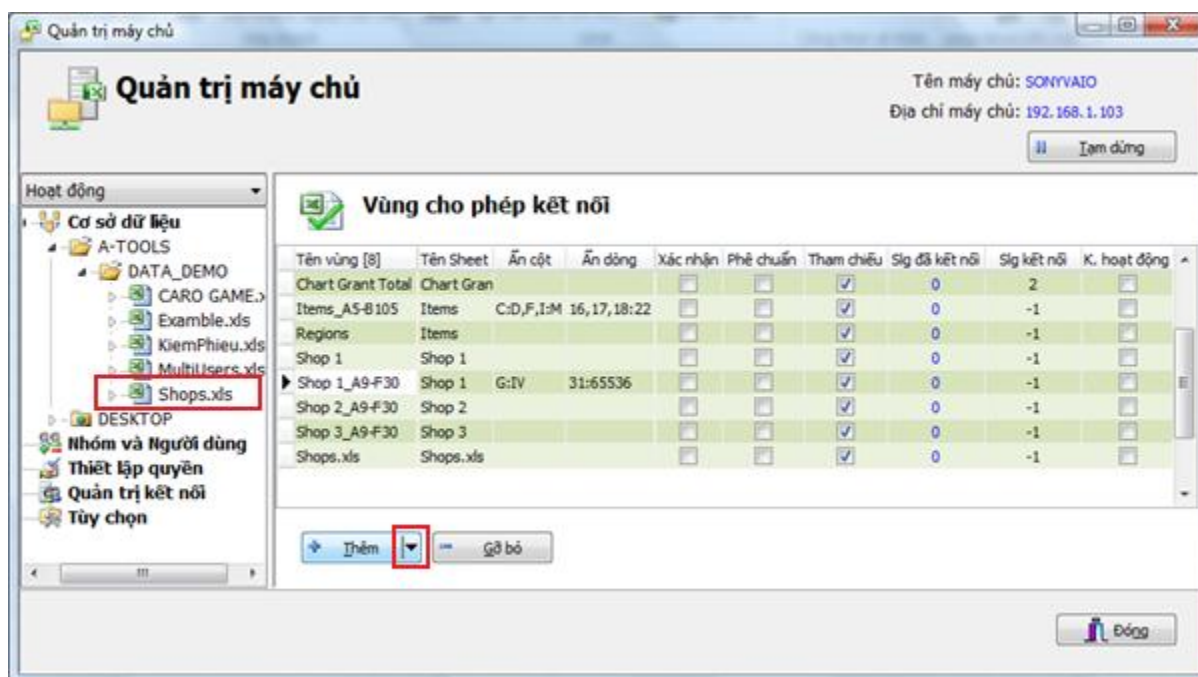 Quản trị máy chủ
Quản trị máy chủ
Tên máy chủ: SONYVAIO
Địa chỉ máy chủ: 192.168.1.103
Tạm dừng
Hoạt động
Cơ sở dữ liệu
A-TOOLS
DATA_DEMO
CARO GAME.x
Examble.xls
KiemPhieu.xls
MultiUsers.xls
Shops.xls
DESKTOP
Nhóm và Người dùng
Thiết lập quyền
Quản trị kết nối
Tùy chọn
Vùng cho phép kết nối
Tên vùng [8] Tên Sheet Ẩn cột Ẩn dòng Xác nhận Phê chuẩn Tham chiếu Slg đã kết nối Slg kết nối K. hoạt động
Chart Grant Total Chart Gran 0 2
Items_A5-B105 Items C:D,F,I:M 16,17,18:22 0 -1
Regions Items 0 -1
Shop 1 Shop 1 0 -1
Shop 1_A9-F30 Shop 1 G:IV 31:65536 0 -1
Shop 2_A9-F30 Shop 2 0 -1
Shop 3_A9-F30 Shop 3 0 -1
Shops.xls Shops.xls 0 -1
Thêm Gỡ bỏ
Đóng